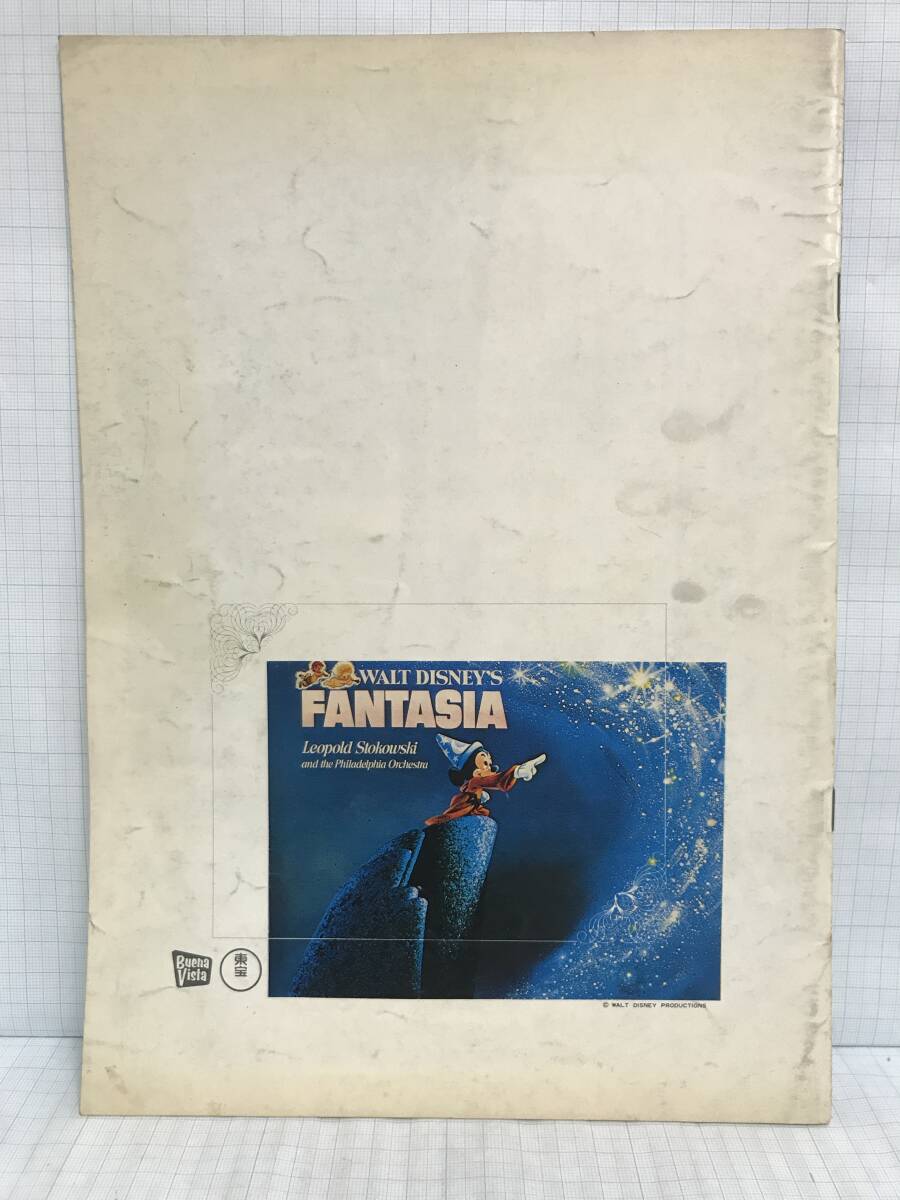 WALT DISNEY'S
FANTASIA
Leopold Stokowski
and the Philadelphia Orchestra
Buena
Vista
東
宝
© WALT DISNEY PRODUCTIONS